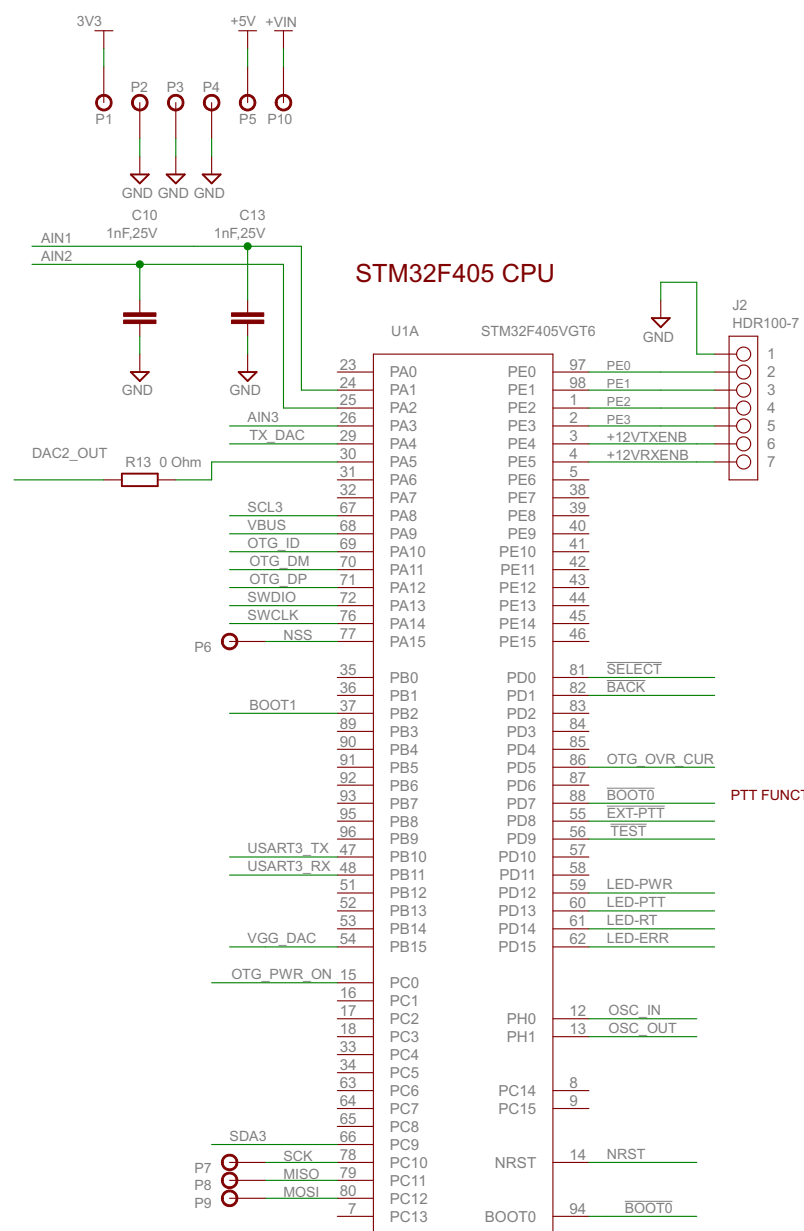 3V3 +5V +VIN
P2 P3 P4
P1 P5 P10
GND GND GND
C10 C13
1nF,25V 1nF,25V
AIN1
AIN2
STM32F405 CPU
GND GND
U1A STM32F405VGT6
GND
J2
HDR100-7
1
2
3
4
5
6
7
23 PA0 PE0 97 PE0
24 PA1 PE1 98 PE1
25 PA2 PE2 1 PE2
AIN3 26 PA3 PE3 2 PE3
TX_DAC 29 PA4 PE4 3 +12VTXENB
DAC2_OUT R13 0 Ohm 30 PA5 PE5 4 +12VRXENB
31 PA6 PE6 5
32 PA7 PE7 38
SCL3 67 PA8 PE8 39
VBUS 68 PA9 PE9 40
OTG_ID 69 PA10 PE10 41
OTG_DM 70 PA11 PE11 42
OTG_DP 71 PA12 PE12 43
SWDIO 72 PA13 PE13 44
SWCLK 76 PA14 PE14 45
P6 NSS 77 PA15 PE15 46
35 PB0 PD0 81 SELECT
36 PB1 PD1 82 BACK
BOOT1 37 PB2 PD2 83
89 PB3 PD3 84
90 PB4 PD4 85
91 PB5 PD5 86 OTG_OVR_CUR
92 PB6 PD6 87
93 PB7 PD7 88 BOOT0 PTT FUNCT
95 PB8 PD8 55 EXT-PTT
96 PB9 PD9 56 TEST
USART3_TX 47 PB10 PD10 57
USART3_RX 48 PB11 PD11 58
51 PB12 PD12 59 LED-PWR
52 PB13 PD13 60 LED-PTT
53 PB14 PD14 61 LED-RT
VGG_DAC 54 PB15 PD15 62 LED-ERR
OTG_PWR_ON 15 PC0
16 PC1
17 PC2 PH0 12 OSC_IN
18 PC3 PH1 13 OSC_OUT
33 PC4
34 PC5
63 PC6 PC14 8
64 PC7 PC15 9
65 PC8
SDA3 66 PC9
P7 SCK 78 PC10 NRST 14 NRST
P8 MISO 79 PC11
P9 MOSI 80 PC12
7 PC13 BOOT0 94 BOOT0